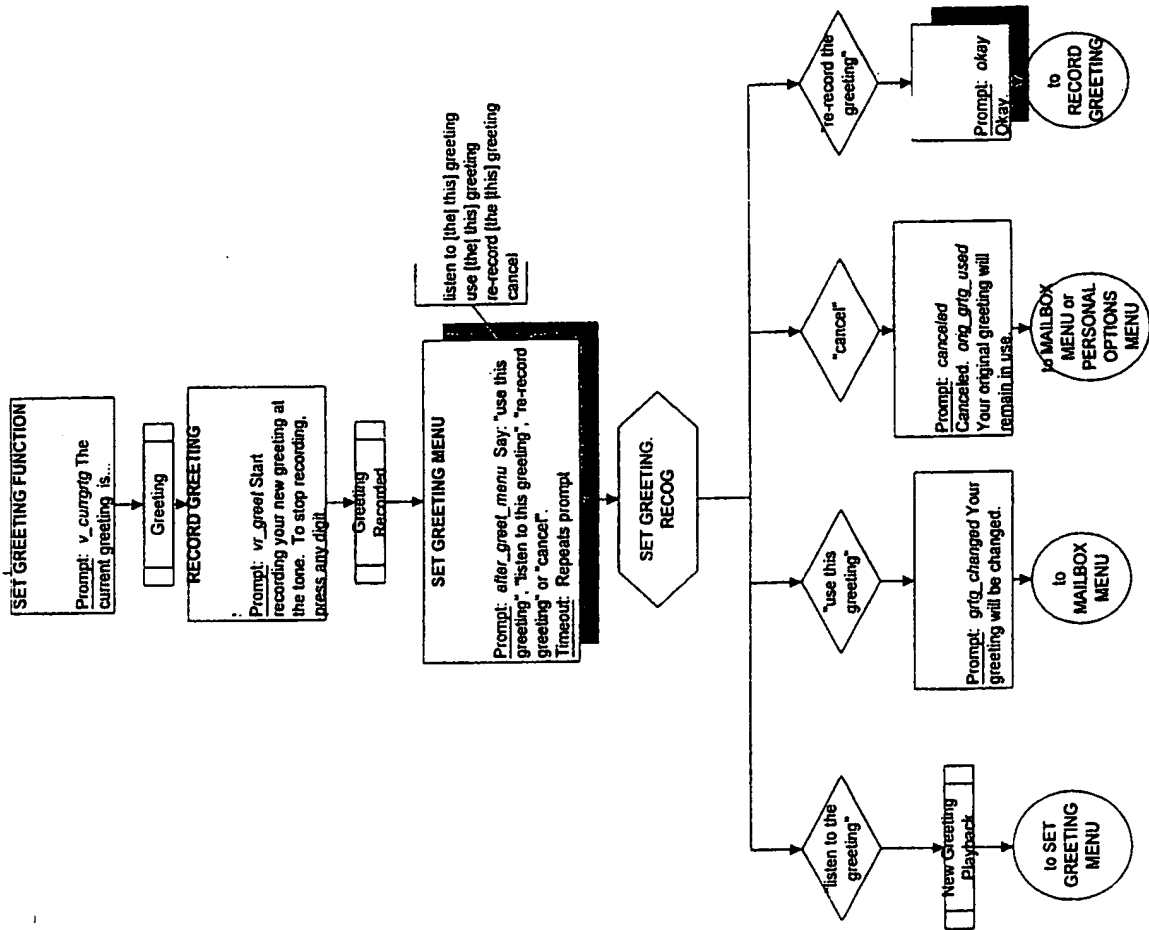 SET GREETING FUNCTION
Prompt: v_currgrtg The
current greeting is...
Greeting
RECORD GREETING
Prompt: vr_greet Start
recording your new greeting at
the tone. To stop recording,
press any digit
Greeting
Recorded
SET GREETING MENU
Prompt: after_greet_menu Say: "use this
greeting", "listen to this greeting", "re-record
greeting" or "cancel".
Timeout: Repeats prompt
listen to [the| this] greeting
use [the| this] greeting
re-record [the |this] greeting
cancel
SET GREETING.
RECOG
"listen to the
greeting"
New Greeting
Playback
to SET
GREETING
MENU
"use this
greeting"
Prompt: grtg_changed Your
greeting will be changed.
to
MAILBOX
MENU
"cancel"
Prompt: canceled
Canceled. orig_grtg_used
Your original greeting will
remain in use.
to MAILBOX
MENU or
PERSONAL
OPTIONS
MENU
"re-record the
greeting"
Prompt: okay
Okay.
to
RECORD
GREETING